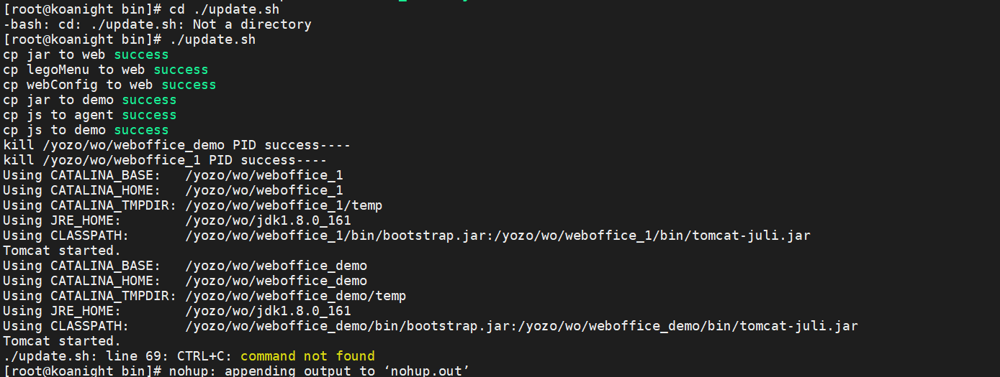 [root@koanight bin]# cd ./update.sh
-bash: cd: ./update.sh: Not a directory
[root@koanight bin]# ./update.sh
cp jar to web success
cp legoMenu to web success
cp webConfig to web success
cp jar to demo success
cp js to agent success
cp js to demo success
kill /yozo/wo/weboffice_demo PID success----
kill /yozo/wo/weboffice_1 PID success----
Using CATALINA_BASE:   /yozo/wo/weboffice_1
Using CATALINA_HOME:   /yozo/wo/weboffice_1
Using CATALINA_TMPDIR: /yozo/wo/weboffice_1/temp
Using JRE_HOME:        /yozo/wo/jdk1.8.0_161
Using CLASSPATH:       /yozo/wo/weboffice_1/bin/bootstrap.jar:/yozo/wo/weboffice_1/bin/tomcat-juli.jar
Tomcat started.
Using CATALINA_BASE:   /yozo/wo/weboffice_demo
Using CATALINA_HOME:   /yozo/wo/weboffice_demo
Using CATALINA_TMPDIR: /yozo/wo/weboffice_demo/temp
Using JRE_HOME:        /yozo/wo/jdk1.8.0_161
Using CLASSPATH:       /yozo/wo/weboffice_demo/bin/bootstrap.jar:/yozo/wo/weboffice_demo/bin/tomcat-juli.jar
Tomcat started.
./update.sh: line 69: CTRL+C: command not found
[root@koanight bin]# nohup: appending output to ‘nohup.out’